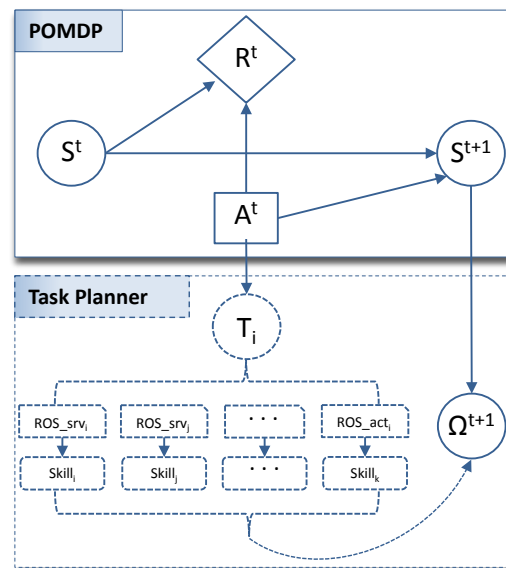 POMDP
R^t
S^t
S^{t+1}
A^t
Task Planner
T_i
ROS_srv_i ROS_srv_j · · · ROS_act_i
Ω^{t+1}
Skill_i Skill_j · · · Skill_k